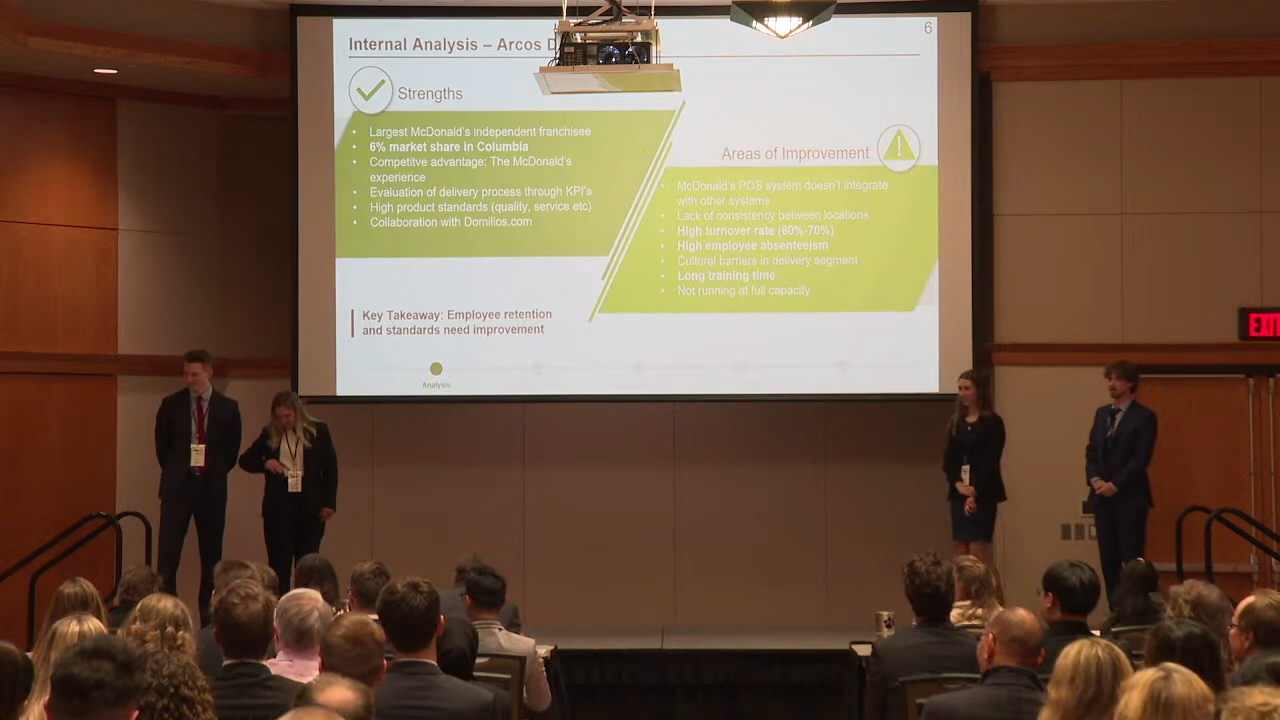 6
Internal Analysis – Arcos D
Strengths
• Largest McDonald's independent franchisee
• 6% market share in Columbia
• Competitve advantage: The McDonald's
experience
• Evaluation of delivery process through KPI's
• High product standards (quality, service etc)
• Collaboration with Domilios.com
Areas of Improvement
• McDonald's POS system doesn't integrate
with other systems
• Lack of consistency between locations
• High turnover rate (60%-70%)
• High employee absenteeism
• Cultural barriers in delivery segment
• Long training time
• Not running at full capacity
Key Takeaway: Employee retention
and standards need improvement
Analysis
EXIT